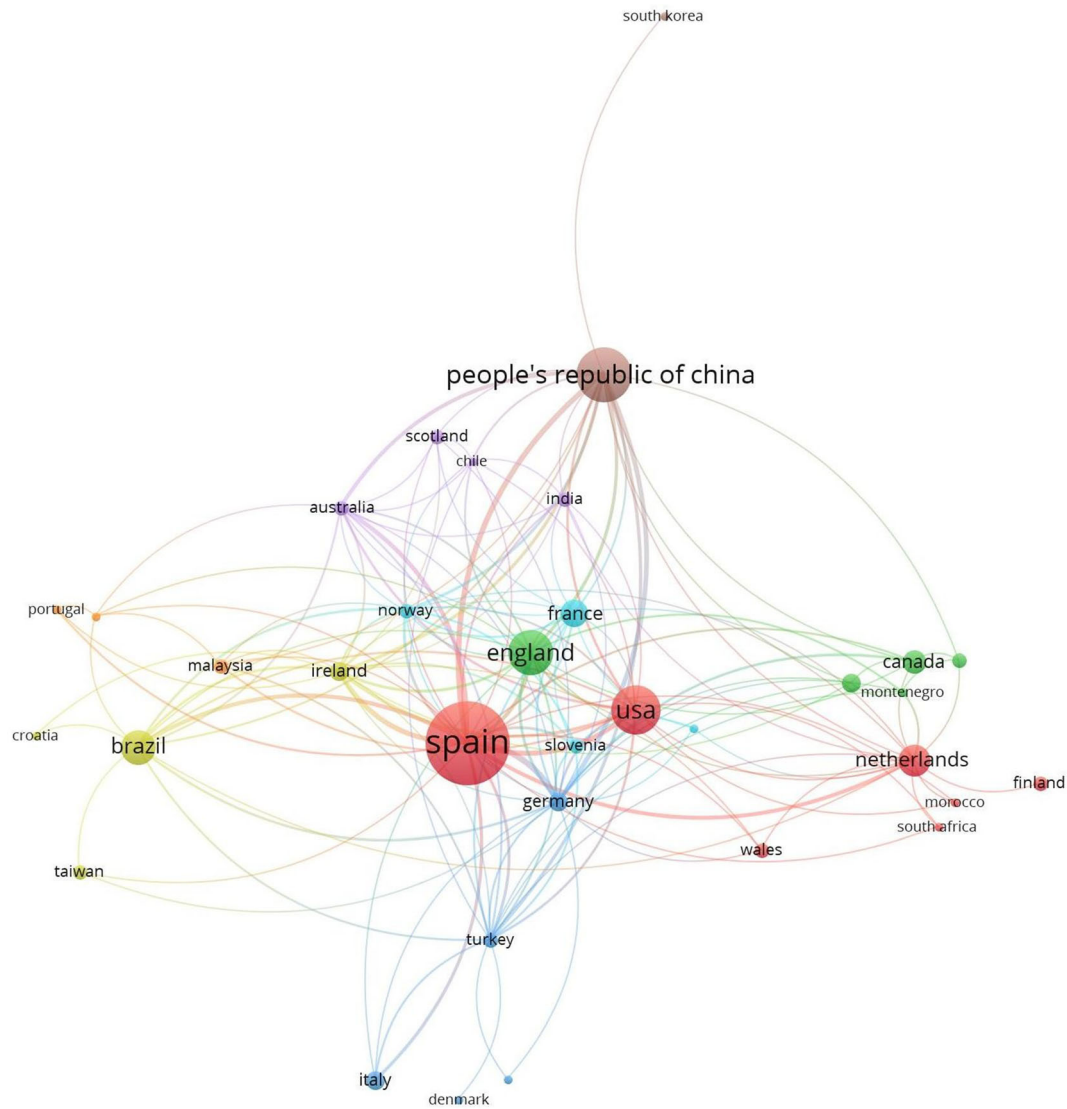 south korea
people's republic of china
scotland
chile
india
australia
portugal
norway
france
england
malaysia
ireland
canada
montenegro
usa
croatia
brazil
spain
slovenia
netherlands
finland
germany
morocco
south africa
wales
taiwan
turkey
italy
denmark